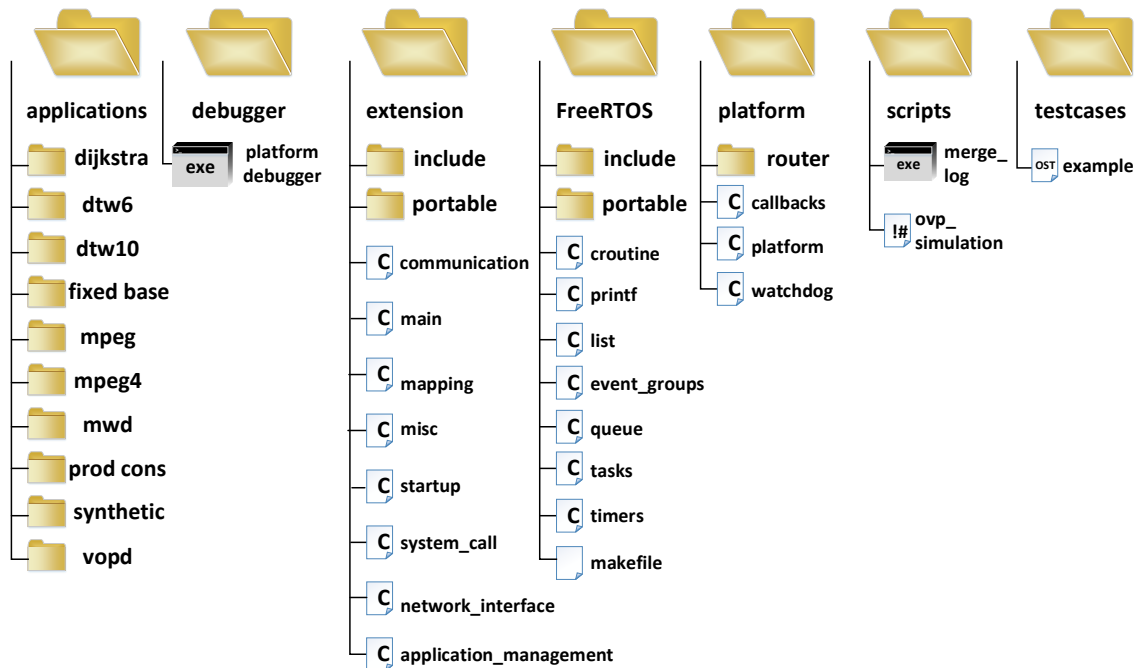 applications
dijkstra
dtw6
dtw10
fixed base
mpeg
mpeg4
mwd
prod cons
synthetic
vopd
debugger
exe
platform
debugger
extension
include
portable
C communication
C main
C mapping
C misc
C startup
C system_call
C network_interface
C application_management
FreeRTOS
include
portable
C croutine
C printf
C list
C event_groups
C queue
C tasks
C timers
makefile
platform
router
C callbacks
C platform
C watchdog
scripts
exe
merge_
log
!#
ovp_
simulation
testcases
OST example